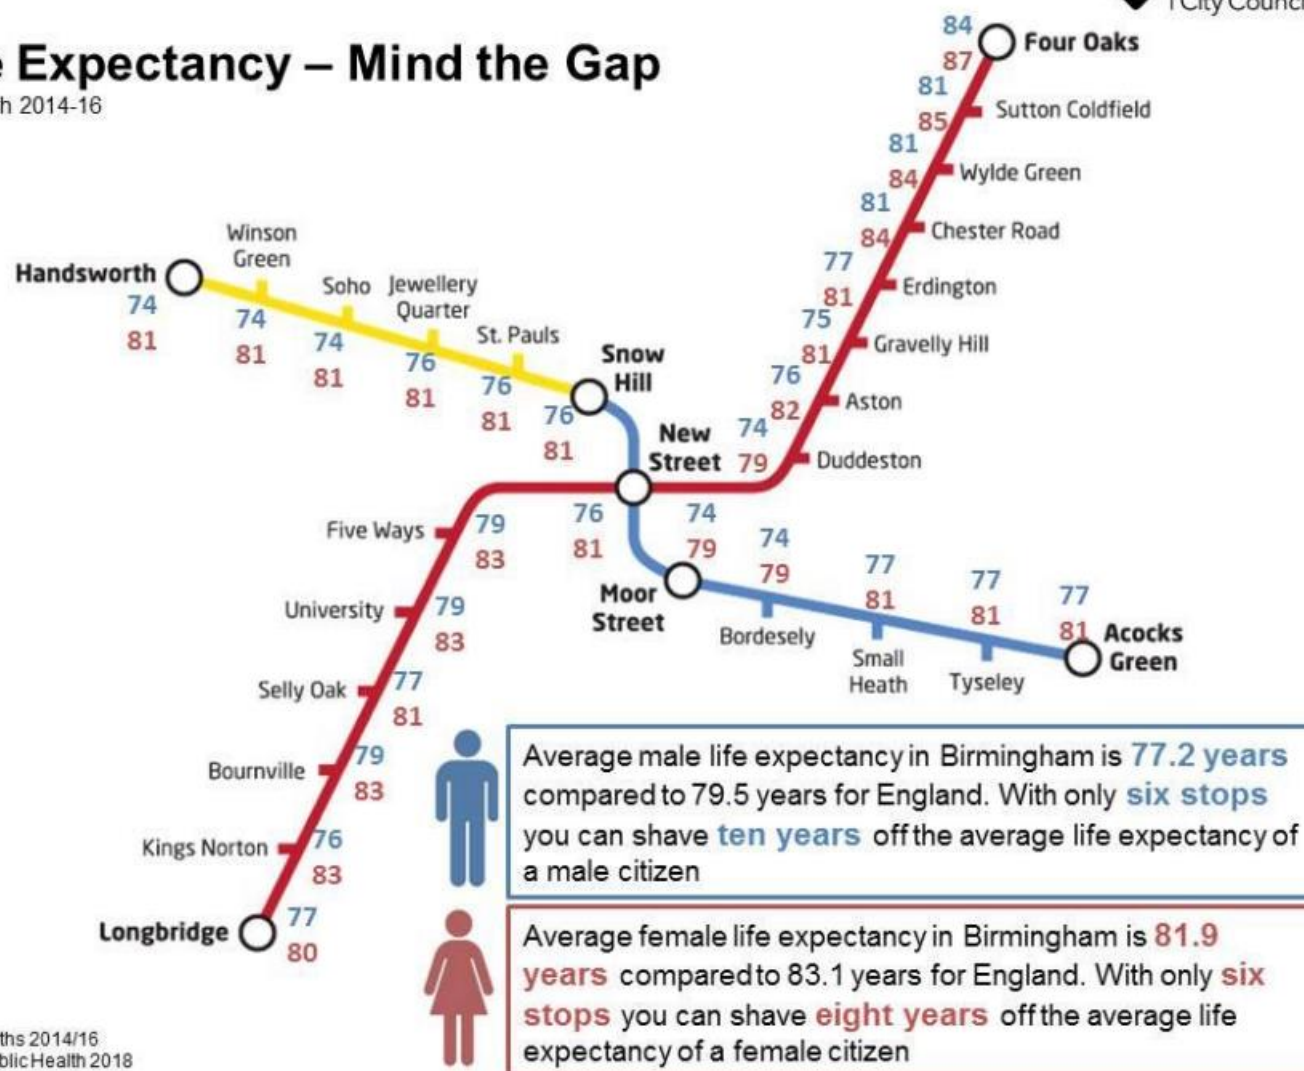 City Counc
e Expectancy – Mind the Gap
h 2014-16
84
87
Four Oaks
81
85
Sutton Coldfield
81
84
Wylde Green
81
84
Chester Road
77
81
Erdington
75
81
Gravelly Hill
76
82
Aston
74
79
Duddeston
Handsworth
74
81
Winson
Green
74
81
Soho
74
81
Jewellery
Quarter
76
81
St. Pauls
76
81
Snow
Hill
76
81
New
Street
76
81
Moor
Street
74
79
Bordesely
74
79
Small
Heath
77
81
Tyseley
77
81
Acocks
Green
77
81
Five Ways
79
83
University
79
83
Selly Oak
77
81
Bournville
79
83
Kings Norton
76
83
Longbridge
77
80
Average male life expectancy in Birmingham is 77.2 years
compared to 79.5 years for England. With only six stops
you can shave ten years off the average life expectancy of
a male citizen
Average female life expectancy in Birmingham is 81.9
years compared to 83.1 years for England. With only six
stops you can shave eight years off the average life
expectancy of a female citizen
ths 2014/16
blic Health 2018